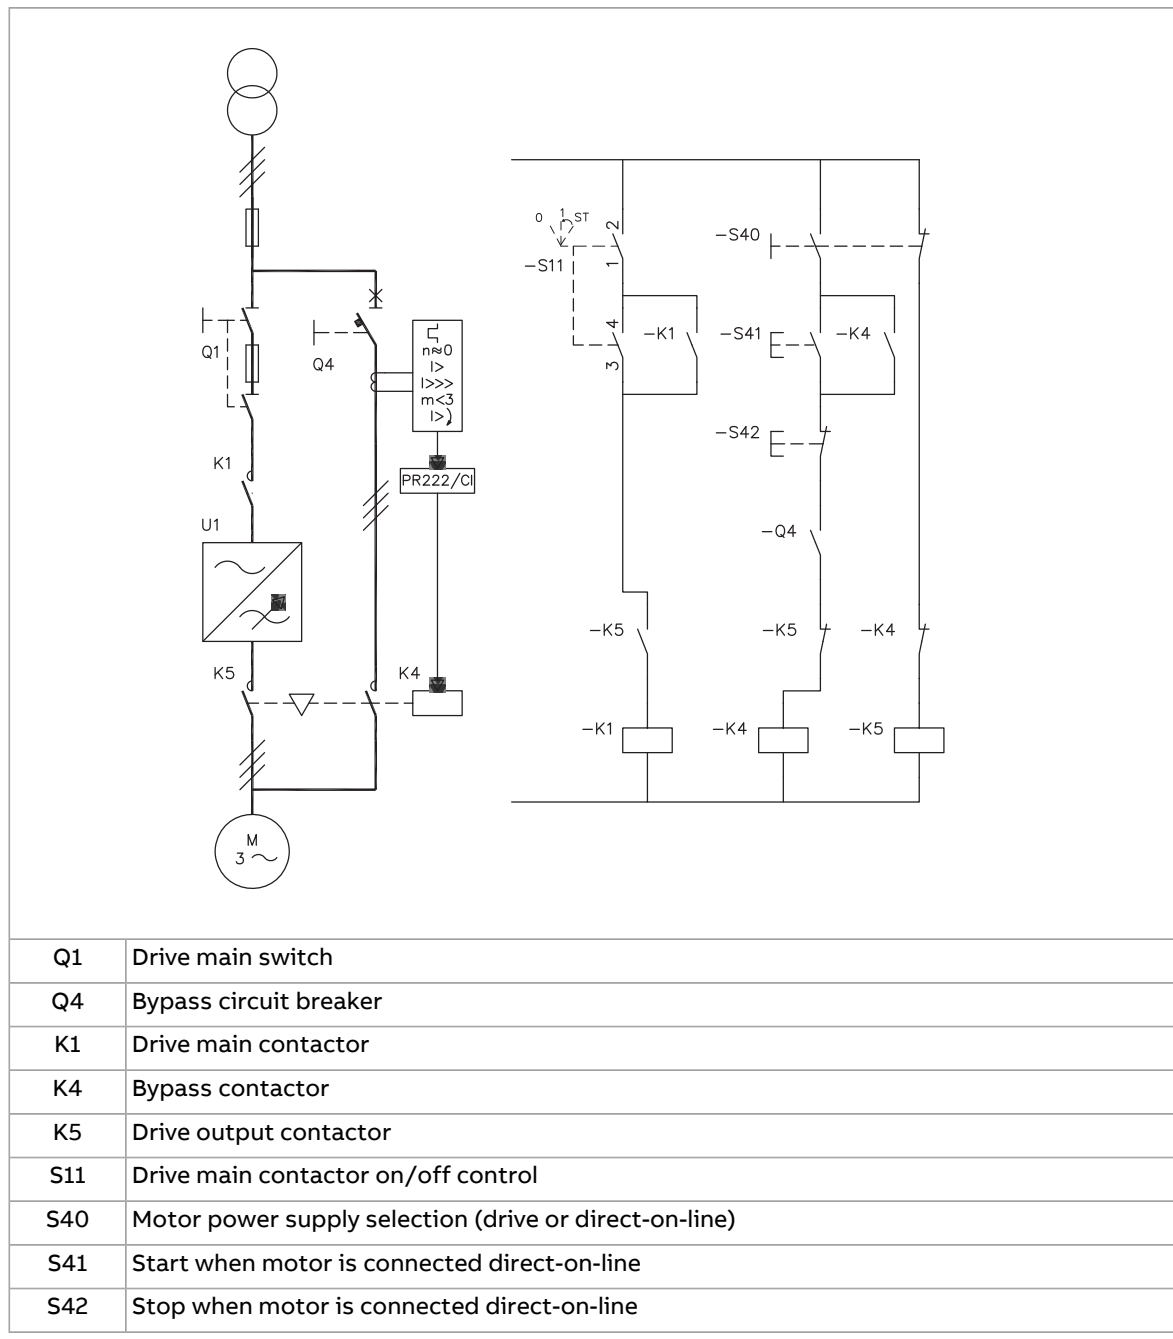 0 1 ST
2
1
-S11
-S40
4
3
-K1
-S41
-K4
-S42
-Q4
-K5
-K5
-K4
-K1
-K4
-K5
Q1
Q4
n≈0
I>
I>>>
m<3
I>
PR222/CI
K1
U1
K5
K4
M
3
Q1 Drive main switch
Q4 Bypass circuit breaker
K1 Drive main contactor
K4 Bypass contactor
K5 Drive output contactor
S11 Drive main contactor on/off control
S40 Motor power supply selection (drive or direct-on-line)
S41 Start when motor is connected direct-on-line
S42 Stop when motor is connected direct-on-line